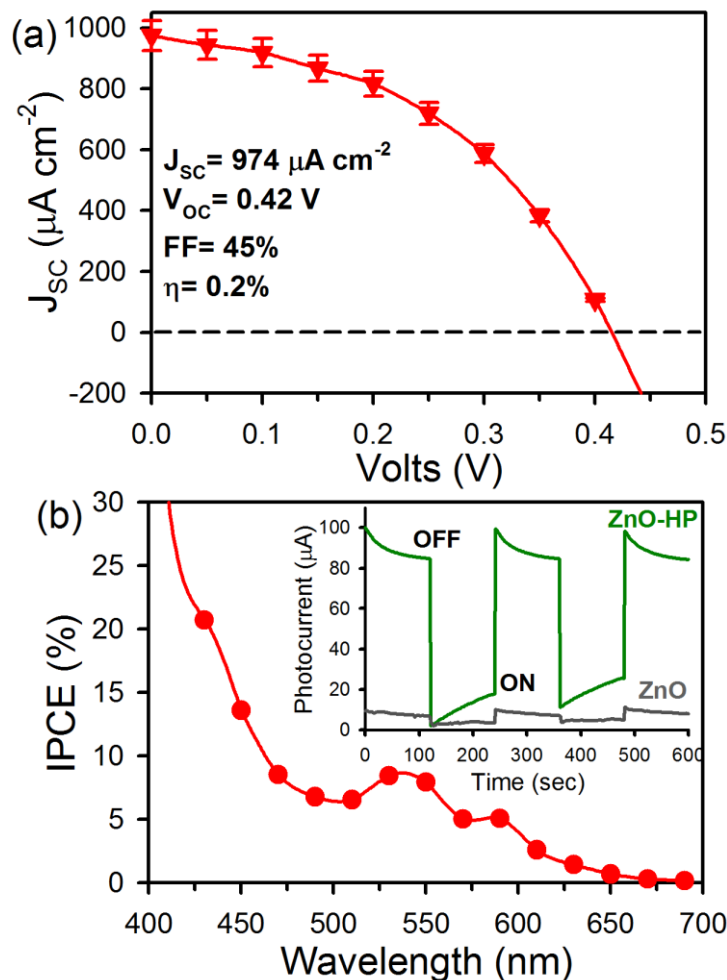 (a)
1000
800
600
400
200
0
-200
J_SC (μA cm⁻²)
J_SC= 974 μA cm⁻²
V_OC= 0.42 V
FF= 45%
η= 0.2%
0.0 0.1 0.2 0.3 0.4 0.5
Volts (V)
(b)
30
25
20
15
10
5
0
IPCE (%)
100
80
60
40
20
0
Photocurrent (μA)
ZnO-HP
OFF
ON
ZnO
0 100 200 300 400 500 600
Time (sec)
400 450 500 550 600 650 700
Wavelength (nm)